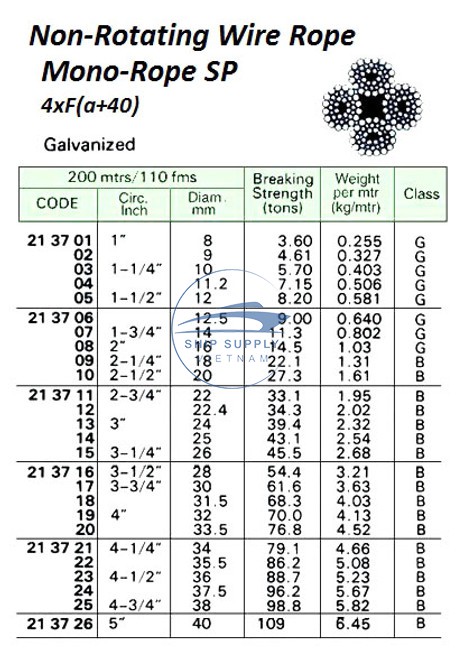 Non-Rotating Wire Rope
Mono-Rope SP
4xF(a+40)
Galvanized
200 mtrs/110 fms Breaking Strength (tons) Weight per mtr (kg/mtr) Class
CODE Circ. Inch Diam. mm
21 37 01 1" 8 3.60 0.255 G
02 9 4.61 0.327 G
03 1-1/4" 10 5.70 0.403 G
04 11.2 7.15 0.506 G
05 1-1/2" 12 8.20 0.581 G
21 37 06 12.5 9.00 0.640 G
07 1-3/4" 14 11.3 0.802 G
08 2" 16 14.5 1.03 G
09 2-1/4" 18 22.1 1.31 B
10 2-1/2" 20 27.3 1.61 B
SHIP SUPPLY
VIETNAM
21 37 11 2-3/4" 22 33.1 1.95 B
12 22.4 34.3 2.02 B
13 3" 24 39.4 2.32 B
14 25 43.1 2.54 B
15 3-1/4" 26 45.5 2.68 B
21 37 16 3-1/2" 28 54.4 3.21 B
17 3-3/4" 30 61.6 3.63 B
18 31.5 68.3 4.03 B
19 4" 32 70.0 4.13 B
20 33.5 76.8 4.52 B
21 37 21 4-1/4" 34 79.1 4.66 B
22 35.5 86.2 5.08 B
23 4-1/2" 36 88.7 5.23 B
24 37.5 96.2 5.67 B
25 4-3/4" 38 98.8 5.82 B
21 37 26 5" 40 109 6.45 B